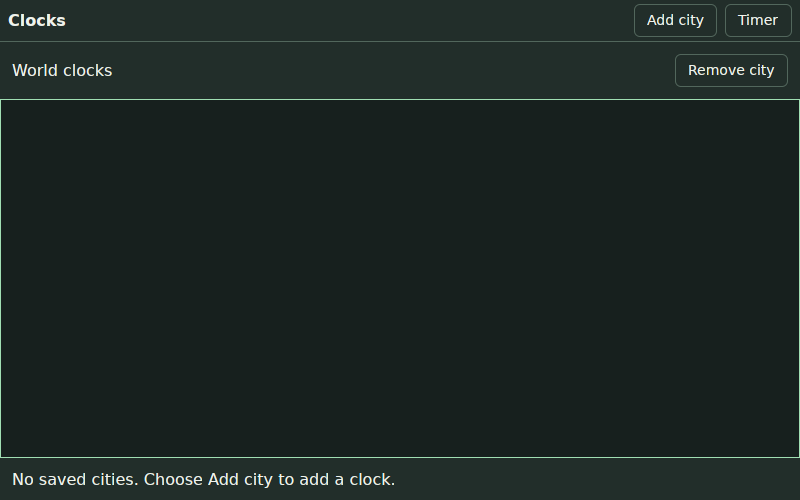 Clocks
Add city
Timer
World clocks
Remove city
No saved cities. Choose Add city to add a clock.